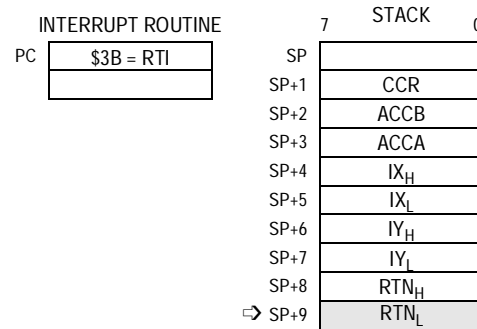 INTERRUPT ROUTINE
PC $3B = RTI
STACK
7 0
SP
SP+1 CCR
SP+2 ACCB
SP+3 ACCA
SP+4 IXH
SP+5 IXL
SP+6 IYH
SP+7 IYL
SP+8 RTNH
➩ SP+9 RTNL